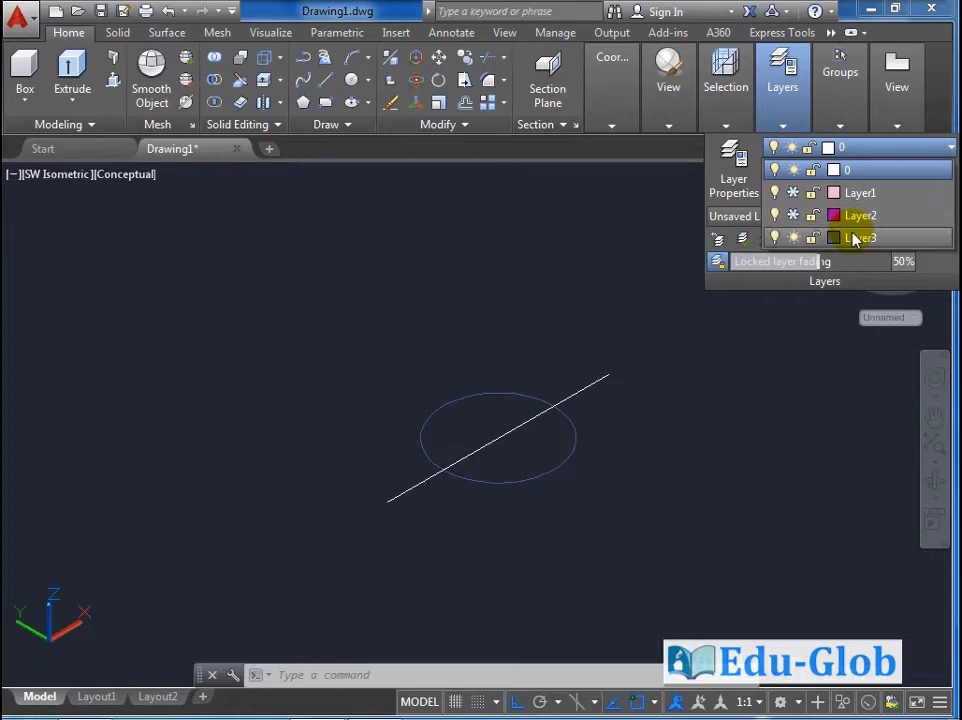 Drawing1.dwg
Type a keyword or phrase
Sign In
Home Solid Surface Mesh Visualize Parametric Insert Annotate View Manage Output Add-ins A360 Express Tools
Box
Extrude
Smooth
Object
Section
Plane
Coor...
View
Selection
Layers
Groups
View
Modeling
Mesh
Solid Editing
Draw
Modify
Section
Start
Drawing1*
[−][SW Isometric][Conceptual]
Layer
Properties
0
0
Layer1
Layer2
Layer3
Unsaved L
Locked layer fading
50%
Layers
Unnamed
Z
Y
X
Type a command
Edu-Glob
Model
Layout1
Layout2
MODEL
1:1